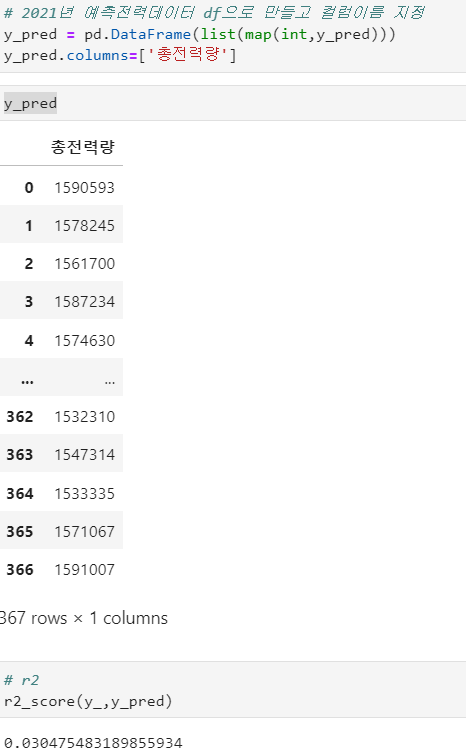 # 2021년 예측전력데이터 df으로 만들고 컬럼이름 지정
y_pred = pd.DataFrame(list(map(int,y_pred)))
y_pred.columns=['총전력량']
y_pred
총전력량
0 1590593
1 1578245
2 1561700
3 1587234
4 1574630
... ...
362 1532310
363 1547314
364 1533335
365 1571067
366 1591007
367 rows × 1 columns
# r2
r2_score(y_,y_pred)
0.030475483189855934